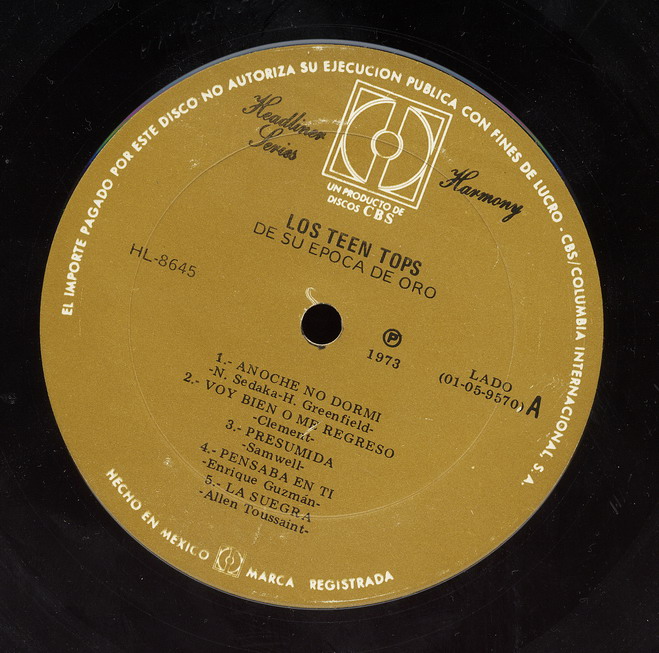 EL IMPORTE PAGADO POR ESTE DISCO NO AUTORIZA SU EJECUCION PUBLICA CON FINES DE LUCRO. CBS/COLUMBIA INTERNACIONAL, S.A.
Headliner
Series
UN PRODUCTO DE
DISCOS CBS
Harmony
LOS TEEN TOPS
DE SU EPOCA DE ORO
HL-8645
P
1973
LADO
(01-05-9570) A
1.- ANOCHE NO DORMI
-N. Sedaka-H. Greenfield-
2.- VOY BIEN O ME REGRESO
-Clement-
3.- PRESUMIDA
-Samwell-
4.- PENSABA EN TI
-Enrique Guzmán-
5.- LA SUEGRA
-Allen Toussaint-
HECHO EN MEXICO MARCA REGISTRADA